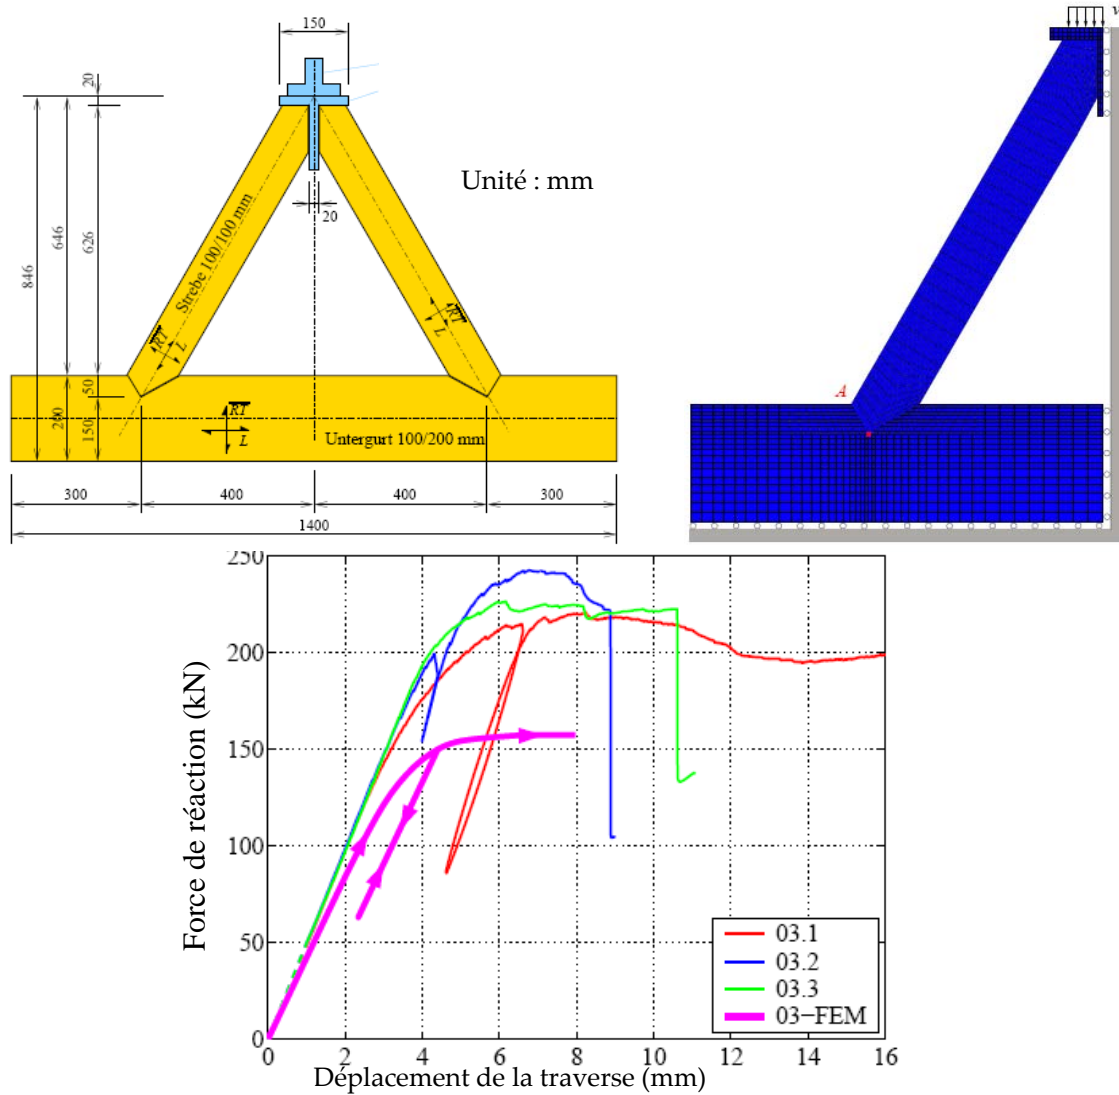 150
20
Unité : mm
20
646
626
846
Strebe 100/100 mm
RT
L
RT
L
50
200
150
RT
L
Untergurt 100/200 mm
300
400
400
300
1400
v
A
250
200
150
100
50
0
Force de réaction (kN)
03.1
03.2
03.3
03-FEM
0 2 4 6 8 10 12 14 16
Déplacement de la traverse (mm)